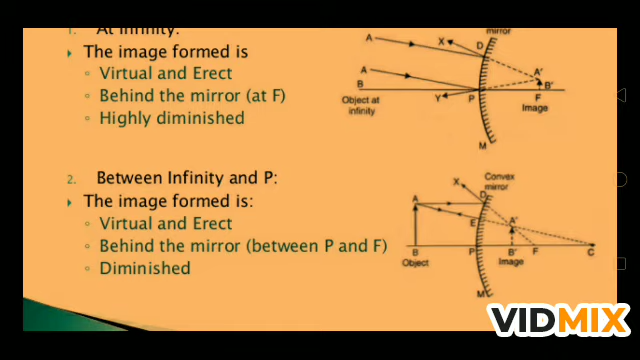 1. At Infinity:
The image formed is
Virtual and Erect
Behind the mirror (at F)
Highly diminished
mirror
A
X
D
A
A'
B
B'
Y
P
F
Object at
infinity
Image
M
2. Between Infinity and P:
The image formed is:
Virtual and Erect
Behind the mirror (between P and F)
Diminished
Convex
mirror
X
D
A
E
A'
B
P
B'
F
C
Object
Image
M
VIDMIX